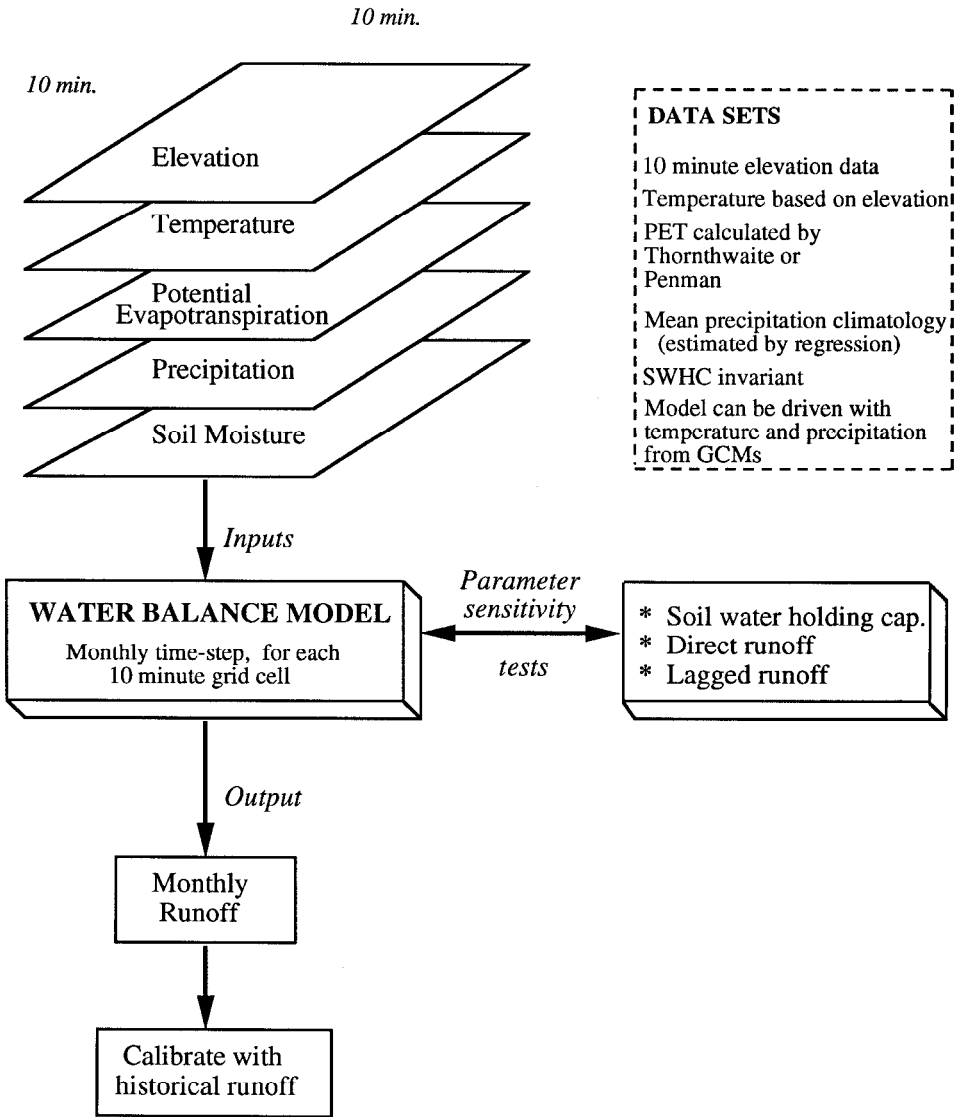 10 min.
10 min.
Elevation
Temperature
Potential
Evapotranspiration
Precipitation
Soil Moisture
DATA SETS
10 minute elevation data
Temperature based on elevation
PET calculated by
Thornthwaite or
Penman
Mean precipitation climatology
(estimated by regression)
SWHC invariant
Model can be driven with
temperature and precipitation
from GCMs
Inputs
WATER BALANCE MODEL
Monthly time-step, for each
10 minute grid cell
Parameter
sensitivity
tests
* Soil water holding cap.
* Direct runoff
* Lagged runoff
Output
Monthly
Runoff
Calibrate with
historical runoff